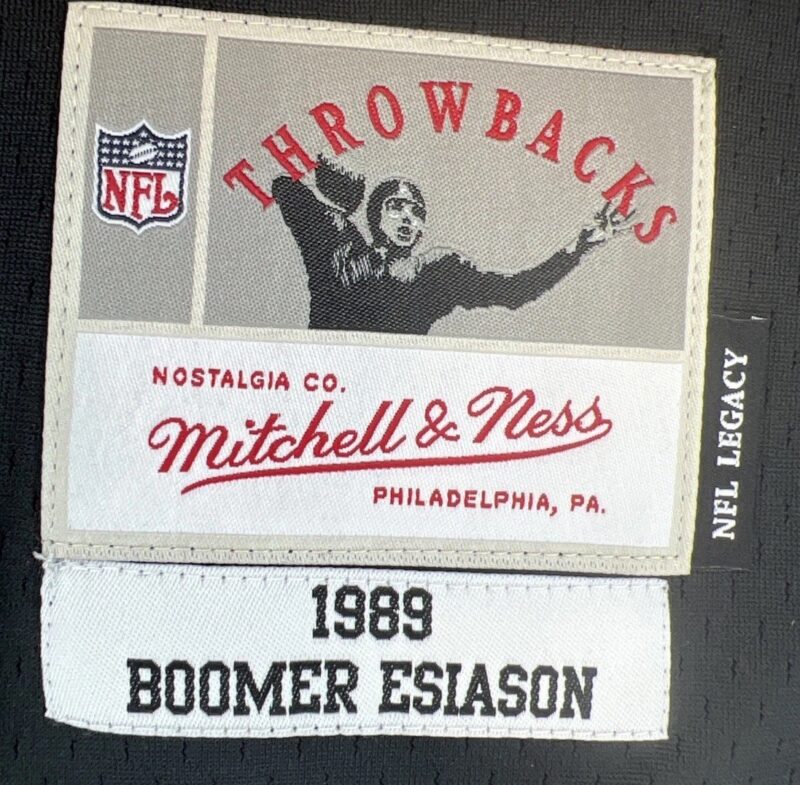 THROWBACKS
NFL
NOSTALGIA CO.
Mitchell & Ness
PHILADELPHIA, PA.
NFL LEGACY
1989
BOOMER ESIASON